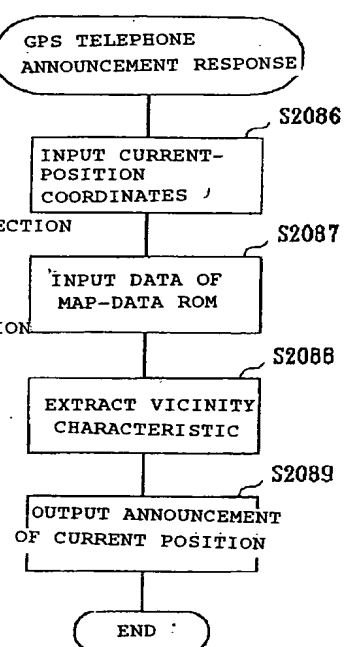 GPS TELEPHONE
ANNOUNCEMENT RESPONSE
S2086
INPUT CURRENT-
POSITION
COORDINATES
ECTION
S2087
INPUT DATA OF
MAP-DATA ROM
ION
S2088
EXTRACT VICINITY
CHARACTERISTIC
S2089
OUTPUT ANNOUNCEMENT
OF CURRENT POSITION
END